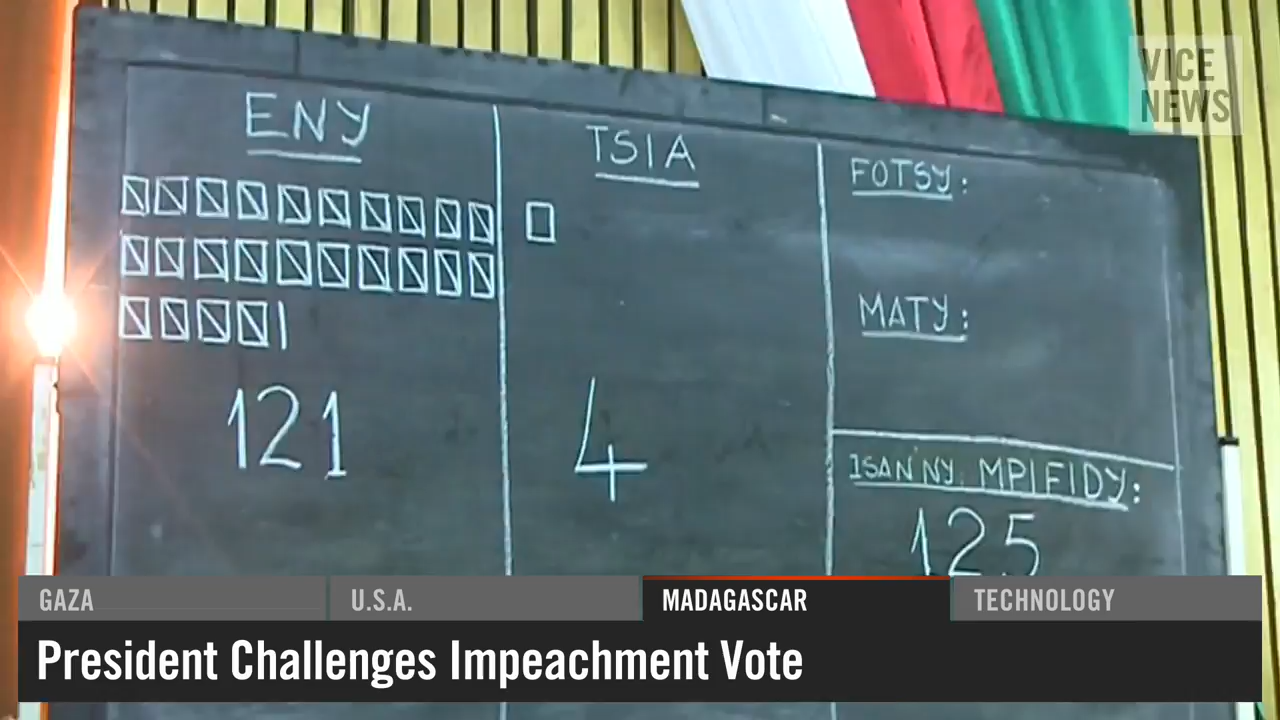 VICE
NEWS
ENY
TSIA
FOTSY:
MATY:
121
4
ISAN'NY MPIFIDY:
125
GAZA
U.S.A.
MADAGASCAR
TECHNOLOGY
President Challenges Impeachment Vote